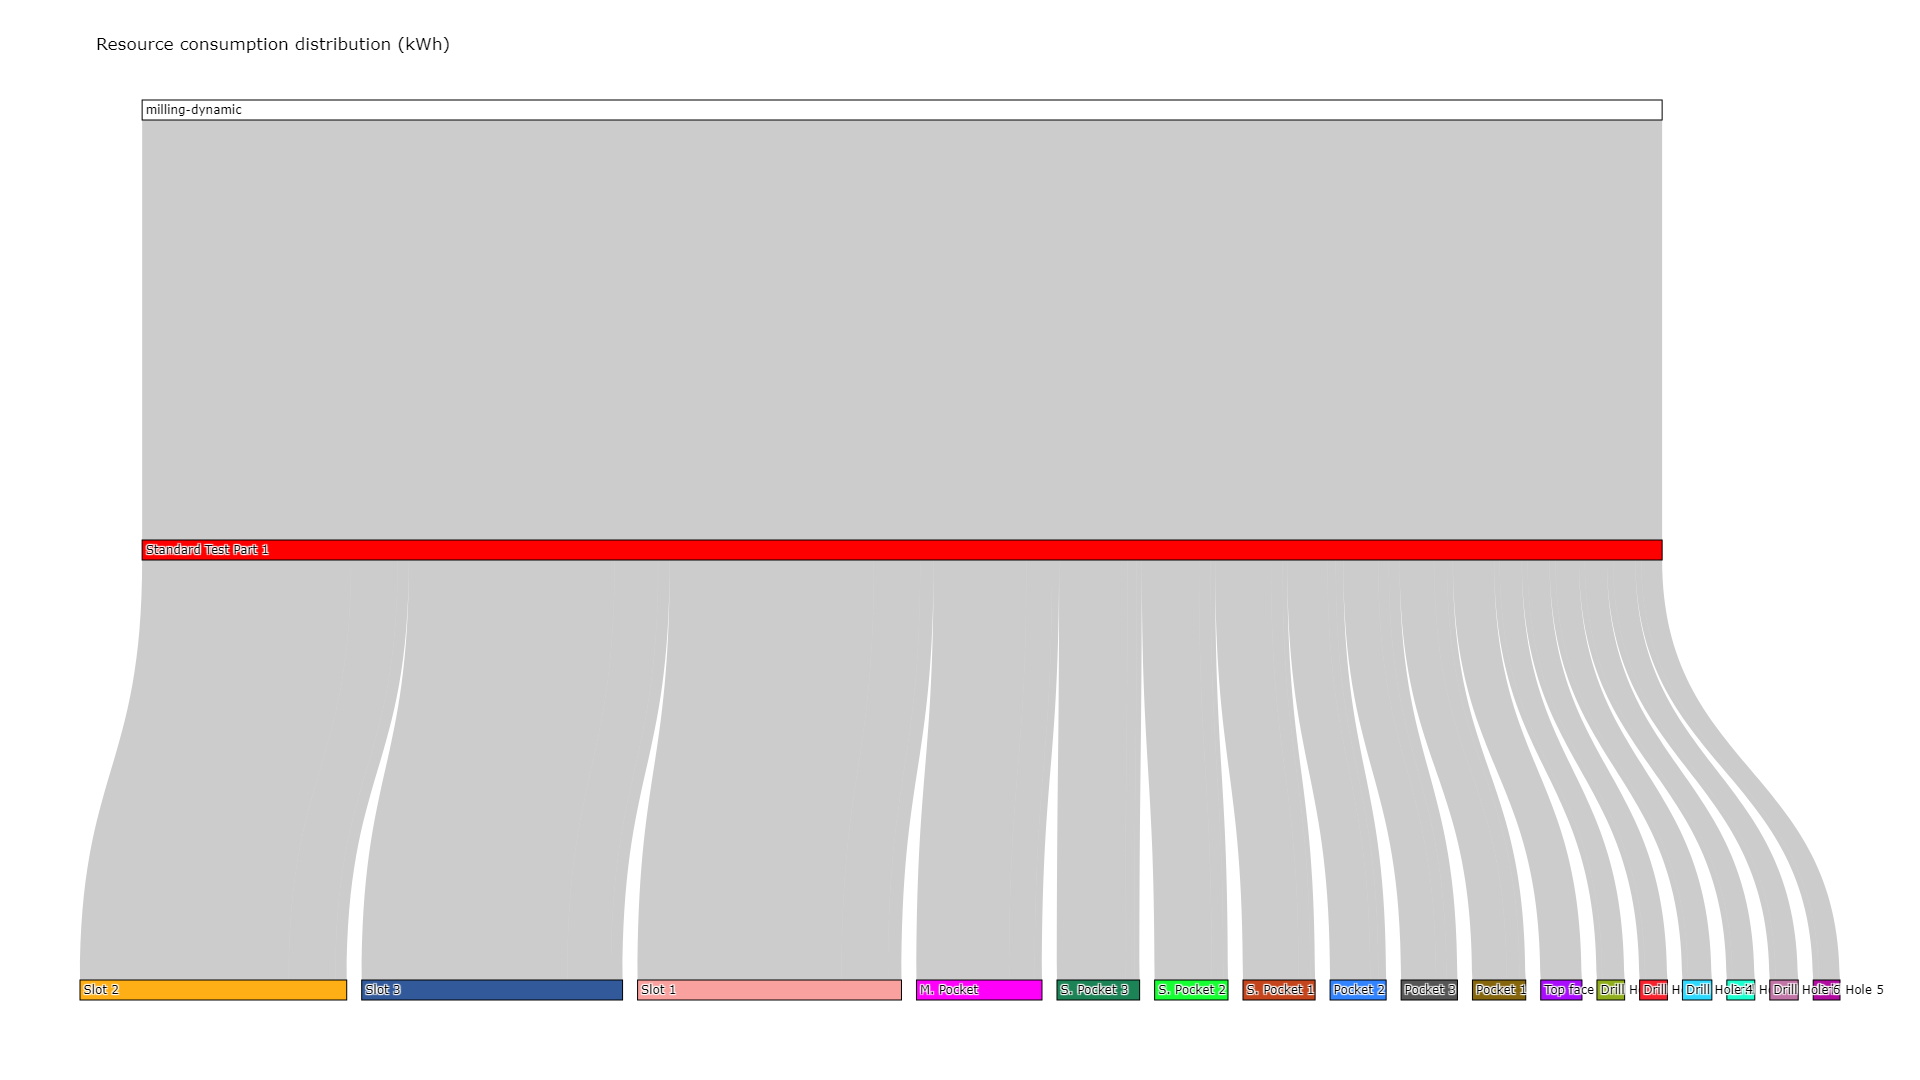 Resource consumption distribution (kWh)
milling-dynamic
Standard Test Part 1
Slot 2
Slot 3
Slot 1
M. Pocket
S. Pocket 3
S. Pocket 2
S. Pocket 1
Pocket 2
Pocket 3
Pocket 1
Top face
Drill
Drill
Drill Hole 4
Drill Hole 6
Hole 5